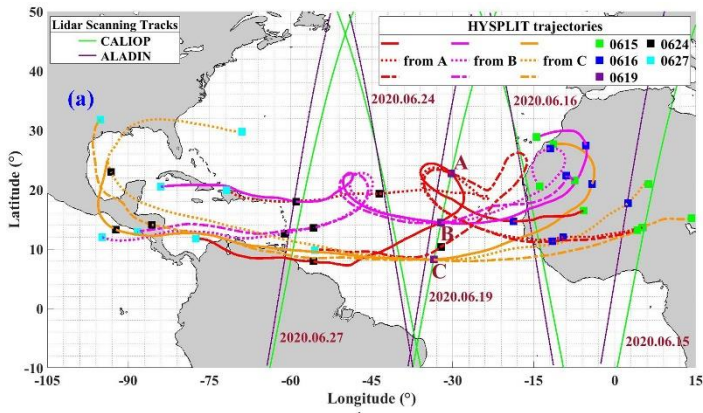 Lidar Scanning Tracks
CALIOP
ALADIN
HYSPLIT trajectories
from A
from B
from C
0615
0624
0616
0627
0619
(a)
2020.06.24
2020.06.16
A
B
C
2020.06.19
2020.06.27
2020.06.15
50
40
30
20
10
0
-10
Latitude (°)
-105
-90
-75
-60
-45
-30
-15
0
15
Longitude (°)